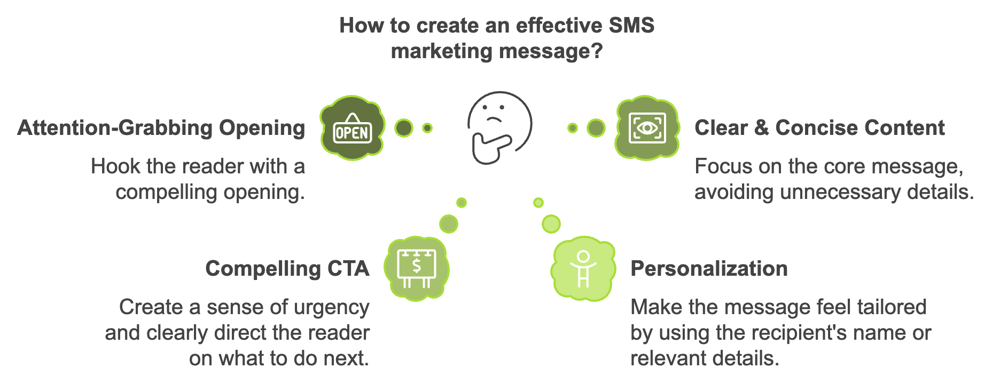 How to create an effective SMS
marketing message?
Attention-Grabbing Opening
Hook the reader with a
compelling opening.
OPEN
$
Clear & Concise Content
Focus on the core message,
avoiding unnecessary details.
Compelling CTA
Create a sense of urgency
and clearly direct the reader
on what to do next.
Personalization
Make the message feel tailored
by using the recipient's name or
relevant details.